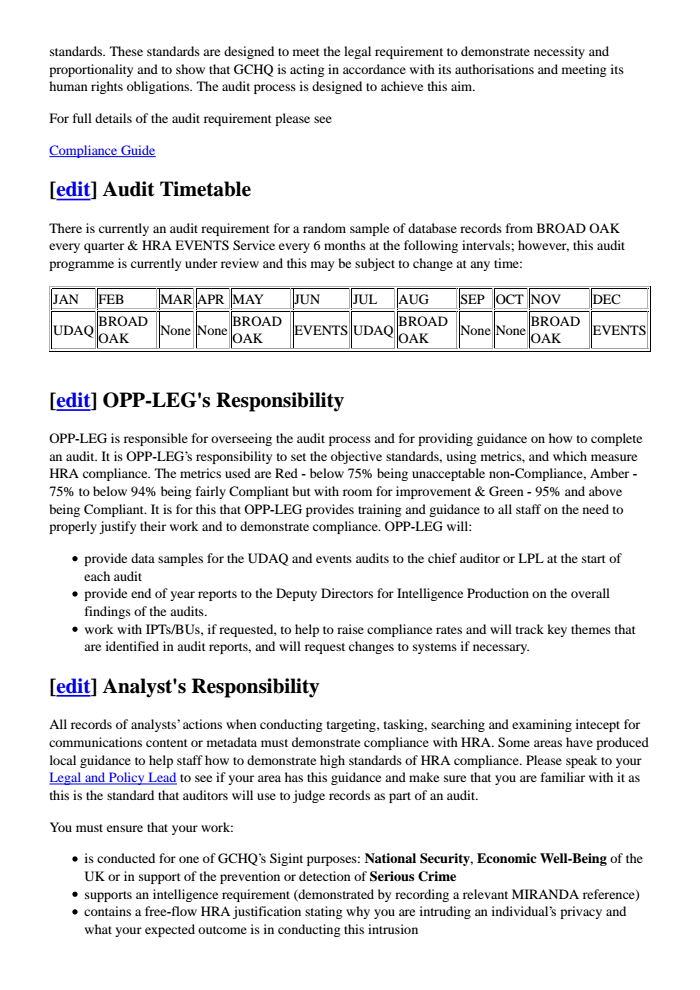 standards. These standards are designed to meet the legal requirement to demonstrate necessity and
proportionality and to show that GCHQ is acting in accordance with its authorisations and meeting its
human rights obligations. The audit process is designed to achieve this aim.
For full details of the audit requirement please see
Compliance Guide
[edit] Audit Timetable
There is currently an audit requirement for a random sample of database records from BROAD OAK
every quarter & HRA EVENTS Service every 6 months at the following intervals; however, this audit
programme is currently under review and this may be subject to change at any time:
JAN FEB MAR APR MAY JUN JUL AUG SEP OCT NOV DEC
UDAQ BROAD OAK None None BROAD OAK EVENTS UDAQ BROAD OAK None None BROAD OAK EVENTS
[edit] OPP-LEG's Responsibility
OPP-LEG is responsible for overseeing the audit process and for providing guidance on how to complete
an audit. It is OPP-LEG’s responsibility to set the objective standards, using metrics, and which measure
HRA compliance. The metrics used are Red - below 75% being unacceptable non-Compliance, Amber -
75% to below 94% being fairly Compliant but with room for improvement & Green - 95% and above
being Compliant. It is for this that OPP-LEG provides training and guidance to all staff on the need to
properly justify their work and to demonstrate compliance. OPP-LEG will:
• provide data samples for the UDAQ and events audits to the chief auditor or LPL at the start of
each audit
• provide end of year reports to the Deputy Directors for Intelligence Production on the overall
findings of the audits.
• work with IPTs/BUs, if requested, to help to raise compliance rates and will track key themes that
are identified in audit reports, and will request changes to systems if necessary.
[edit] Analyst's Responsibility
All records of analysts’ actions when conducting targeting, tasking, searching and examining intecept for
communications content or metadata must demonstrate compliance with HRA. Some areas have produced
local guidance to help staff how to demonstrate high standards of HRA compliance. Please speak to your
Legal and Policy Lead to see if your area has this guidance and make sure that you are familiar with it as
this is the standard that auditors will use to judge records as part of an audit.
You must ensure that your work:
• is conducted for one of GCHQ’s Sigint purposes: National Security, Economic Well-Being of the
UK or in support of the prevention or detection of Serious Crime
• supports an intelligence requirement (demonstrated by recording a relevant MIRANDA reference)
• contains a free-flow HRA justification stating why you are intruding an individual’s privacy and
what your expected outcome is in conducting this intrusion